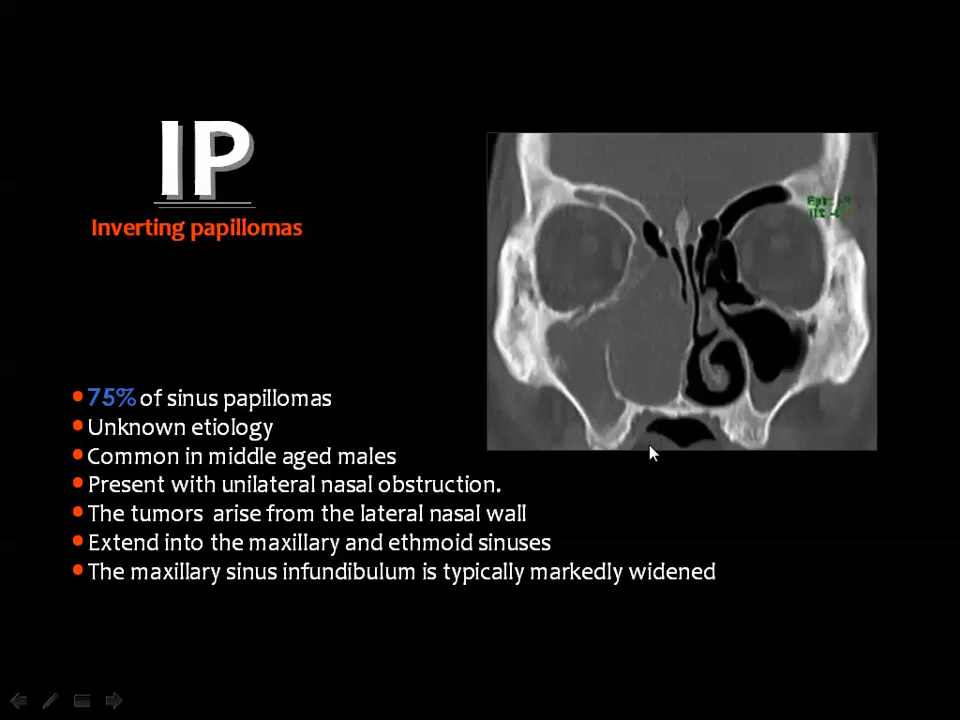 IP
Inverting papillomas
75% of sinus papillomas
Unknown etiology
Common in middle aged males
Present with unilateral nasal obstruction.
The tumors arise from the lateral nasal wall
Extend into the maxillary and ethmoid sinuses
The maxillary sinus infundibulum is typically markedly widened